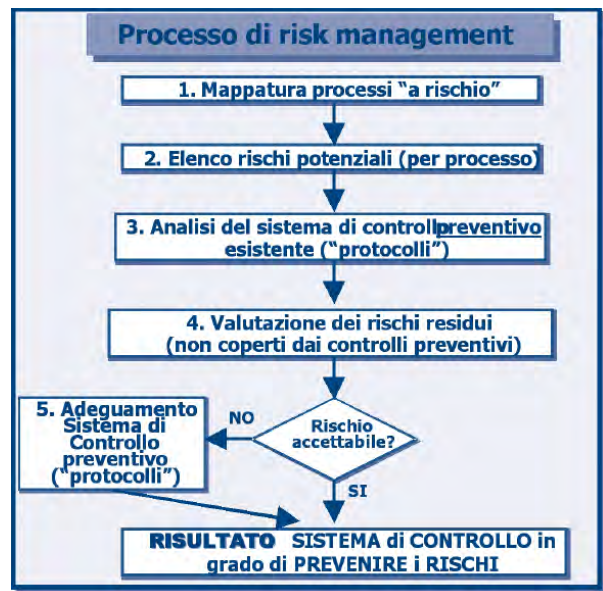 Processo di risk management
1. Mappatura processi “a rischio”
2. Elenco rischi potenziali (per processo)
3. Analisi del sistema di controllo preventivo
esistente (“protocolli”)
4. Valutazione dei rischi residui
(non coperti dai controlli preventivi)
Rischio
accettabile?
NO
5. Adeguamento
Sistema di
Controllo
preventivo
(“protocolli”)
SI
RISULTATO SISTEMA di CONTROLLO in
grado di PREVENIRE i RISCHI